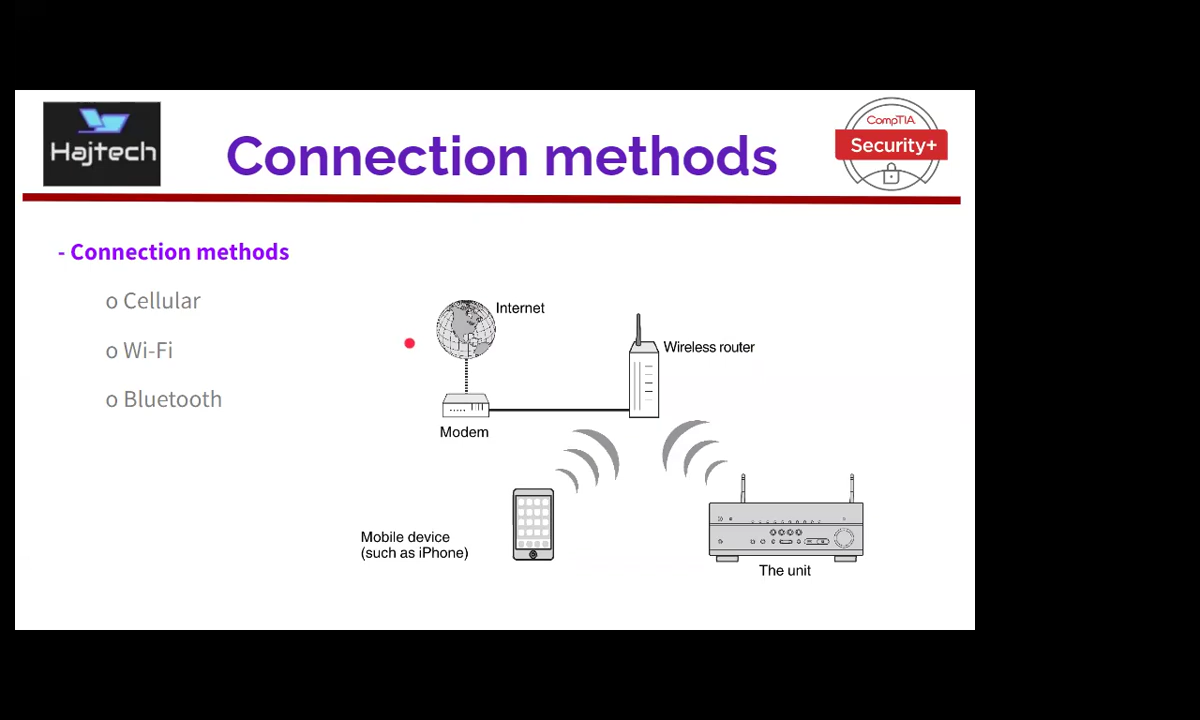 Hajtech
Connection methods
CompTIA
Security+
- Connection methods
o Cellular
o Wi-Fi
o Bluetooth
Internet
Wireless router
Modem
Mobile device
(such as iPhone)
The unit